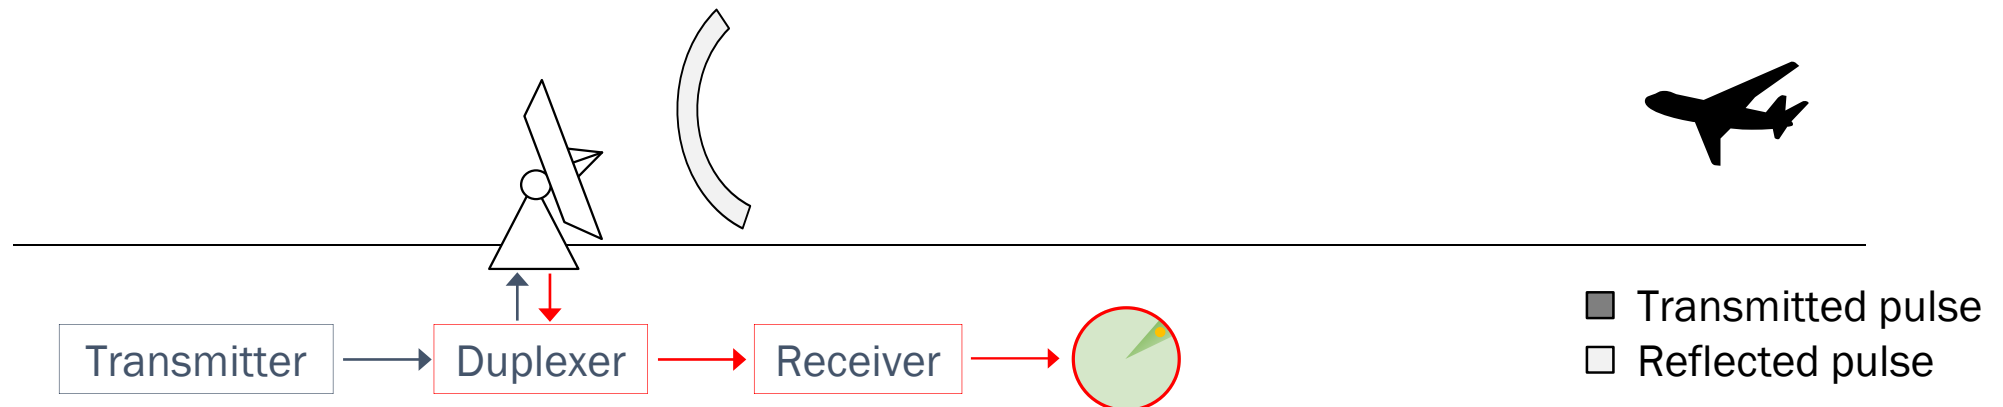 Transmitter
Duplexer
Receiver
Transmitted pulse
Reflected pulse